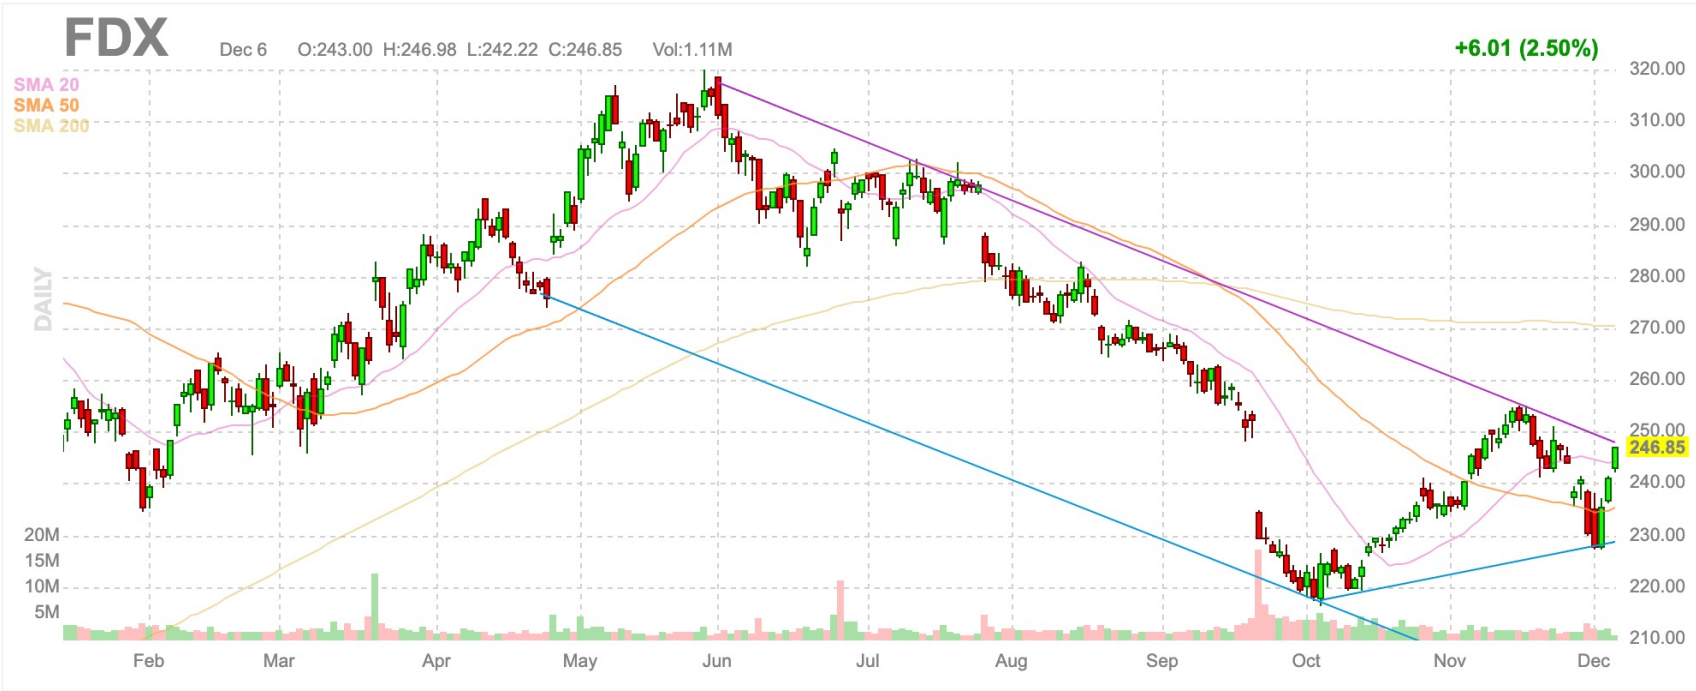 FDX Dec 6 O:243.00 H:246.98 L:242.22 C:246.85 Vol:1.11M +6.01 (2.50%)
SMA 20
SMA 50
SMA 200
DAILY
320.00
310.00
300.00
290.00
280.00
270.00
260.00
250.00
246.85
240.00
230.00
220.00
210.00
20M
15M
10M
5M
Feb Mar Apr May Jun Jul Aug Sep Oct Nov Dec